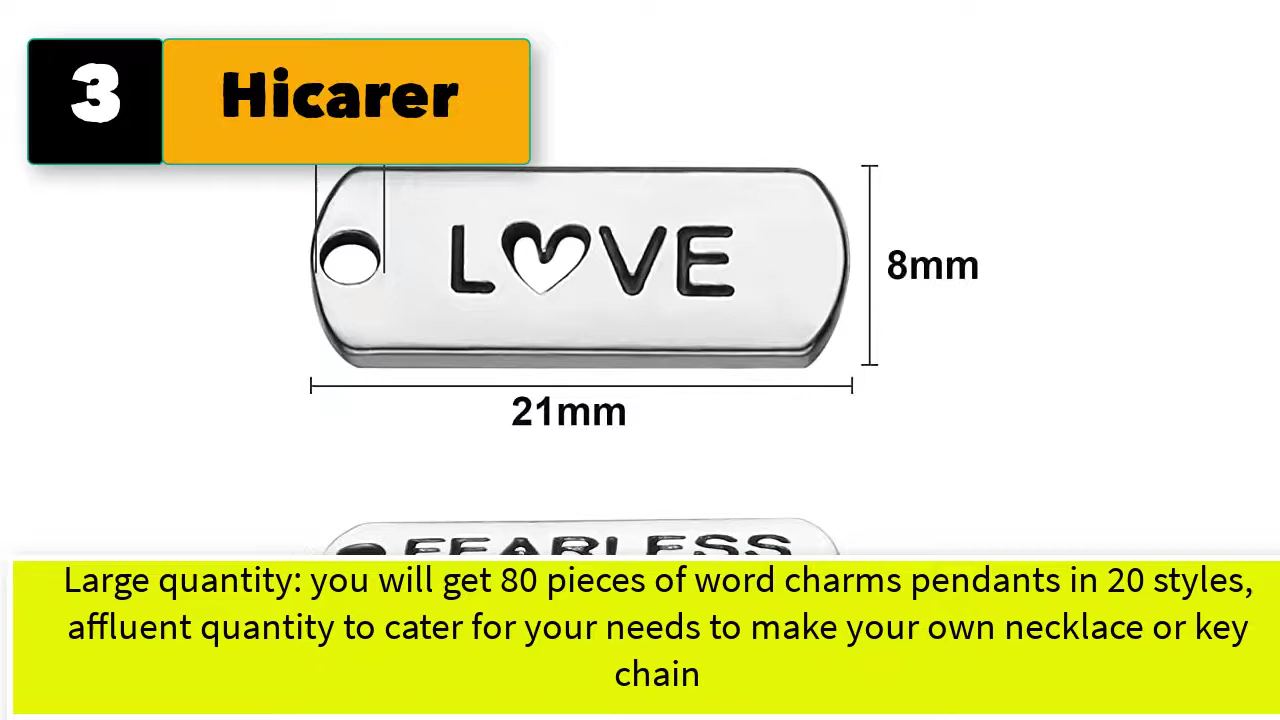 3 Hicarer
LOVE
8mm
21mm
FEARLESS
Large quantity: you will get 80 pieces of word charms pendants in 20 styles,
affluent quantity to cater for your needs to make your own necklace or key
chain